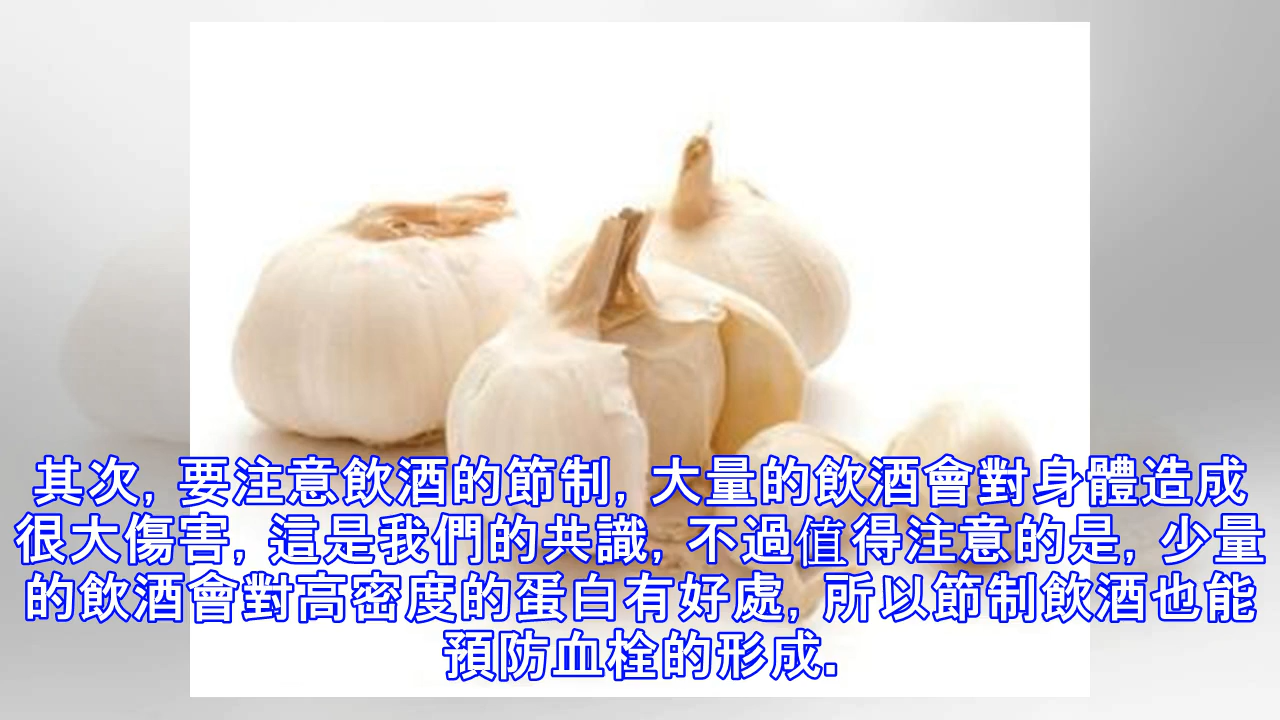 其次, 要注意飲酒的節制, 大量的飲酒會對身體造成
很大傷害, 這是我們的共識, 不過值得注意的是, 少量
的飲酒會對高密度的蛋白有好處, 所以節制飲酒也能
預防血栓的形成.